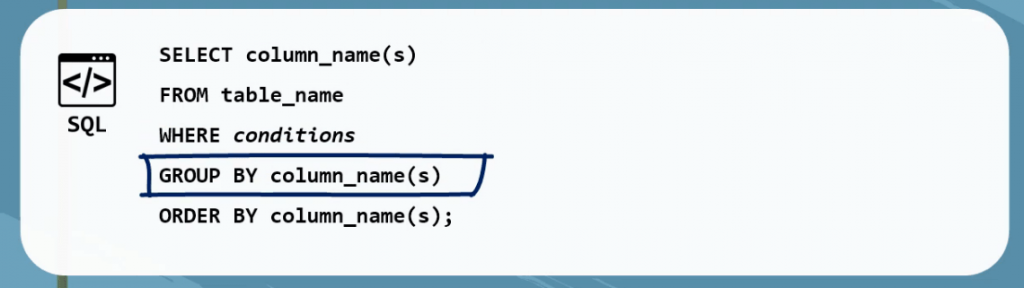 </>
SQL
SELECT column_name(s)
FROM table_name
WHERE conditions
GROUP BY column_name(s)
ORDER BY column_name(s);